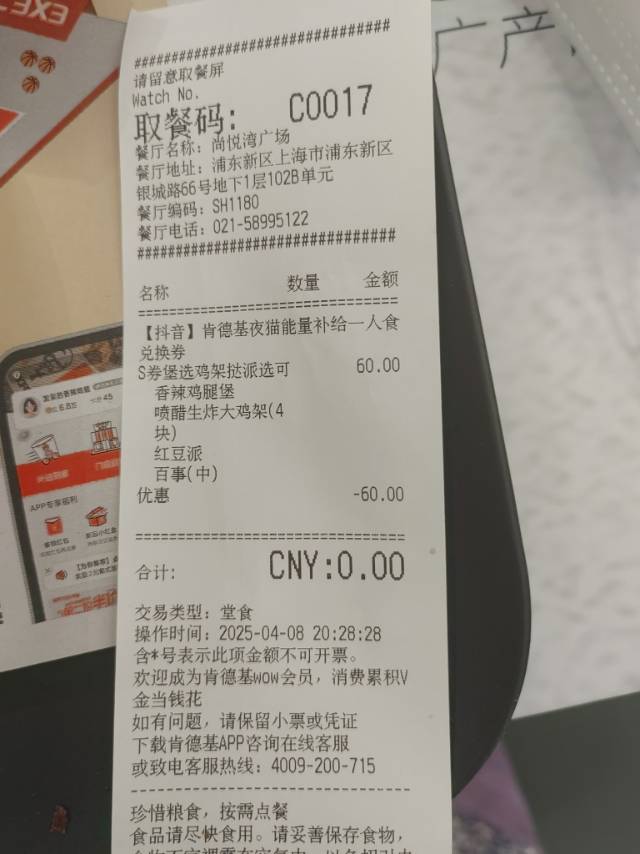 ##################################
请留意取餐屏
Watch No.
取餐码: C0017
餐厅名称: 尚悦湾广场
餐厅地址: 浦东新区上海市浦东新区
银城路66号地下1层102B单元
餐厅编码: SH1180
餐厅电话: 021-58995122
##################################
名称 数量 金额
==================================
【抖音】肯德基夜猫能量补给一人食
兑换券
S券堡选鸡架挞派选可 60.00
香辣鸡腿堡
喷醋生炸大鸡架(4
块)
红豆派
百事(中)
优惠 -60.00
==================================
合计: CNY:0.00
交易类型: 堂食
操作时间: 2025-04-08 20:28:28
含*号表示此项金额不可开票。
欢迎成为肯德基wow会员，消费累积V
金当钱花
如有问题，请保留小票或凭证
下载肯德基APP咨询在线客服
或致电客服热线: 4009-200-715
----------------------------------
珍惜粮食，按需点餐
食品请尽快食用。请妥善保存食物，
广产
EXE
APP专享福利